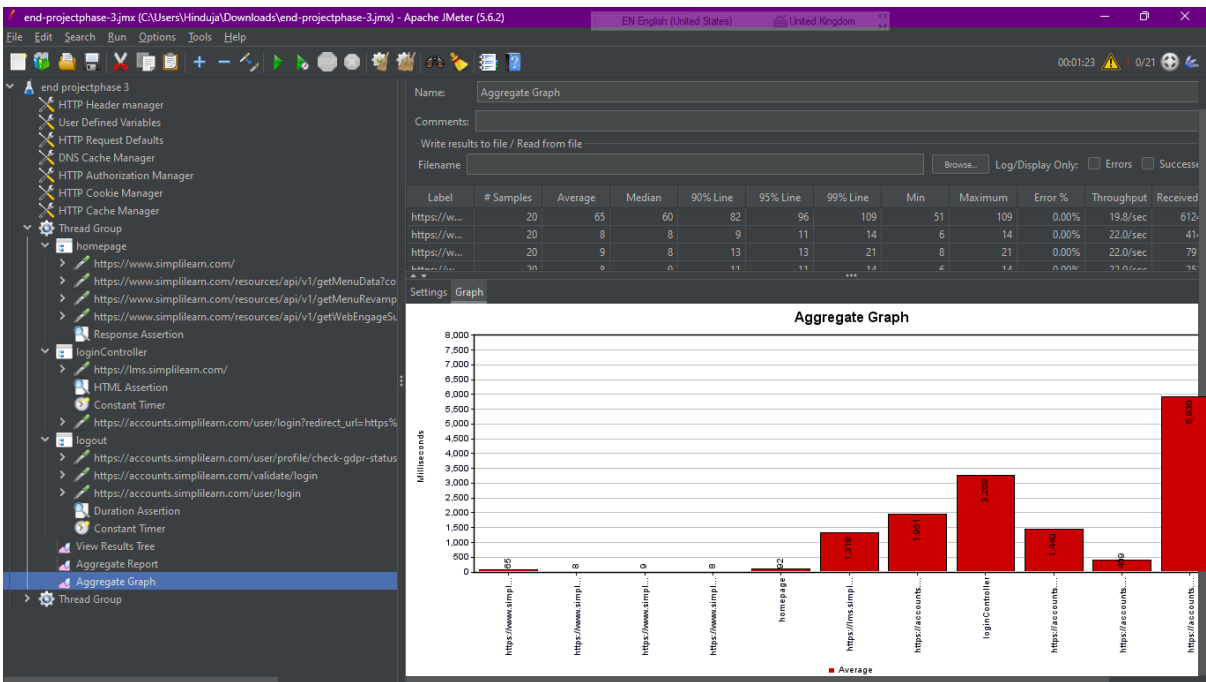 end-projectphase-3.jmx (C:\Users\Hinduja\Downloads\end-projectphase-3.jmx) - Apache JMeter (5.6.2)
EN English (United States) United Kingdom
File Edit Search Run Options Tools Help
00:01:23 1 0/21
end projectphase 3
HTTP Header manager
User Defined Variables
HTTP Request Defaults
DNS Cache Manager
HTTP Authorization Manager
HTTP Cookie Manager
HTTP Cache Manager
Thread Group
homepage
https://www.simplilearn.com/
https://www.simplilearn.com/resources/api/v1/getMenuData?co
https://www.simplilearn.com/resources/api/v1/getMenuRevamp
https://www.simplilearn.com/resources/api/v1/getWebEngageSu
Response Assertion
loginController
https://lms.simplilearn.com/
HTML Assertion
Constant Timer
https://accounts.simplilearn.com/user/login?redirect_url=https%
logout
https://accounts.simplilearn.com/user/profile/check-gdpr-status
https://accounts.simplilearn.com/validate/login
https://accounts.simplilearn.com/user/login
Duration Assertion
Constant Timer
View Results Tree
Aggregate Report
Aggregate Graph
Thread Group
Name: Aggregate Graph
Comments:
Write results to file / Read from file
Filename Browse... Log/Display Only: Errors Successe
Label # Samples Average Median 90% Line 95% Line 99% Line Min Maximum Error % Throughput Received
https://w... 20 65 60 82 96 109 51 109 0.00% 19.8/sec 612
https://w... 20 8 8 9 11 14 6 14 0.00% 22.0/sec 41
https://w... 20 9 8 13 13 21 8 21 0.00% 22.0/sec 79
https://w... 20 11 11 14 6 14 0.00% 22.0/sec
Settings Graph
Aggregate Graph
8,000
7,500
7,000
6,500
6,000
5,500
5,000
4,500
4,000
3,500
3,000
2,500
2,000
1,500
1,000
500
0
Milliseconds
65
8
9
8
92
1,318
1,951
3,269
1,440
409
5,930
https://www.simpl...
https://www.simpl...
https://www.simpl...
https://www.simpl...
homepage
https://lms.simpl...
https://accounts....
loginController
https://accounts....
https://accounts....
https://accounts....
Average